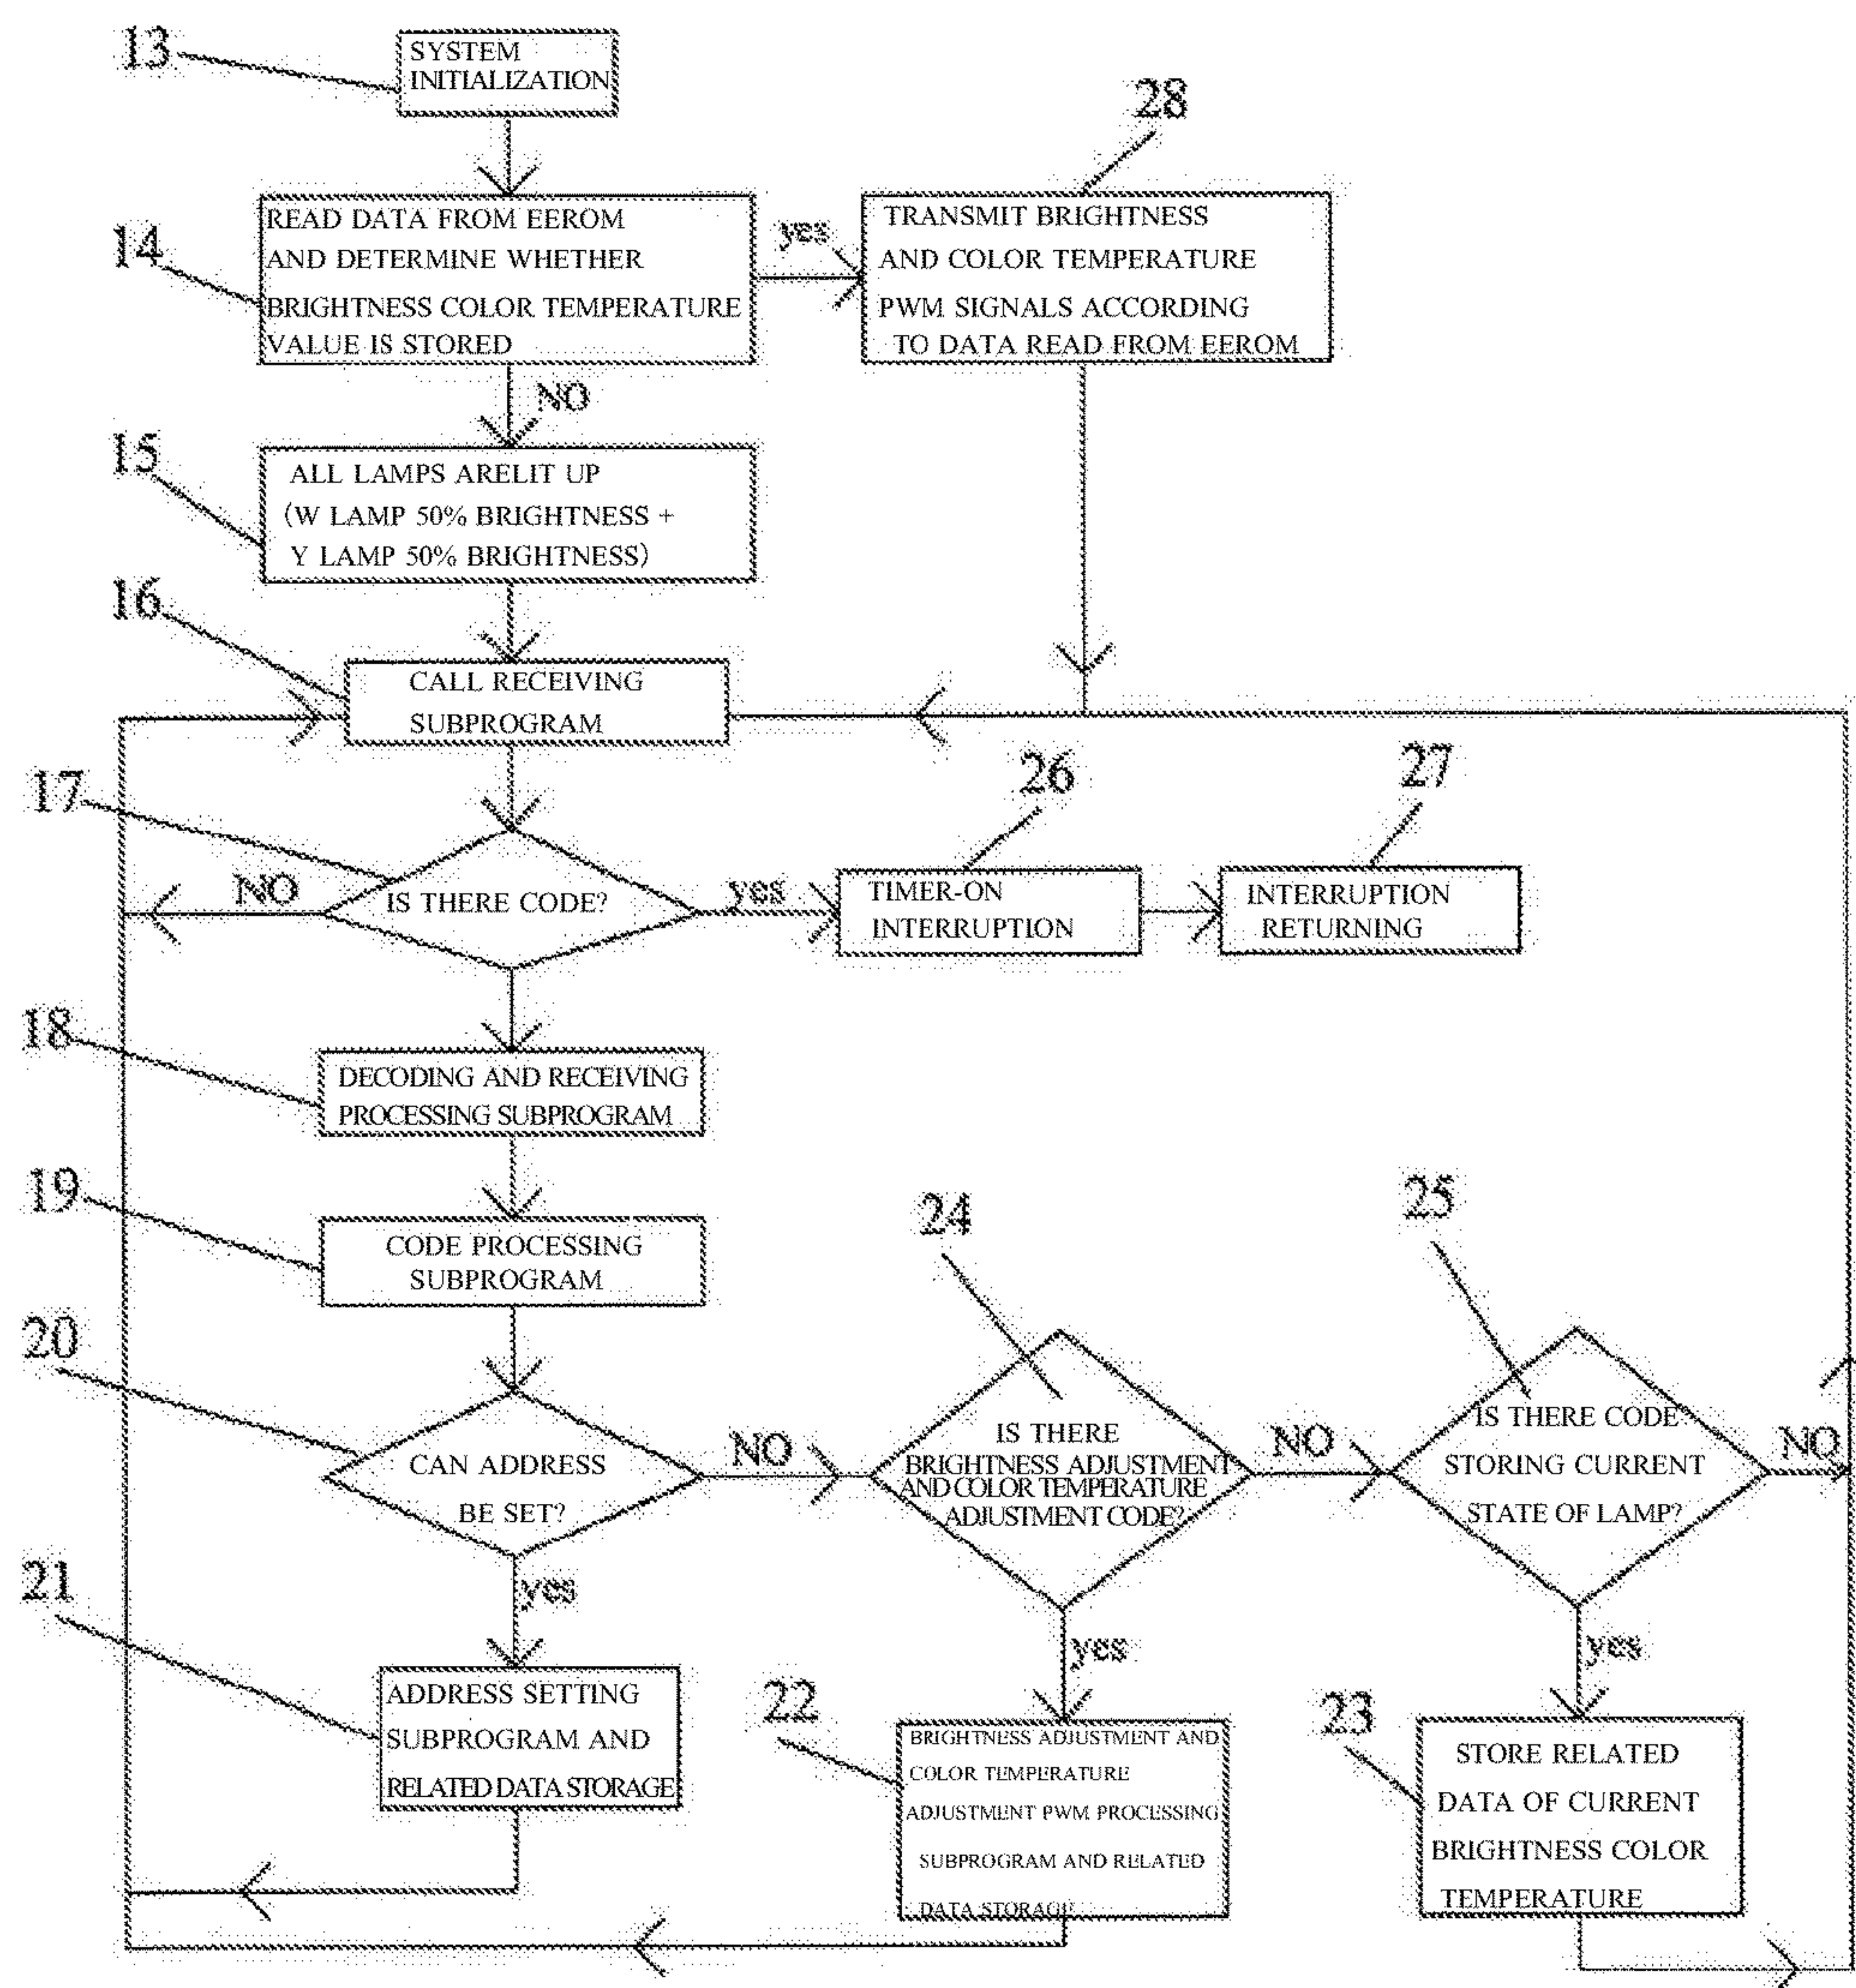 13
SYSTEM
INITIALIZATION
28
14
READ DATA FROM EEROM
AND DETERMINE WHETHER
BRIGHTNESS COLOR TEMPERATURE
VALUE IS STORED
yes
TRANSMIT BRIGHTNESS
AND COLOR TEMPERATURE
PWM SIGNALS ACCORDING
TO DATA READ FROM EEROM
NO
15
ALL LAMPS ARELIT UP
(W LAMP 50% BRIGHTNESS +
Y LAMP 50% BRIGHTNESS)
16
CALL RECEIVING
SUBPROGRAM
17
NO
IS THERE CODE?
yes
26
TIMER-ON
INTERRUPTION
27
INTERRUPTION
RETURNING
18
DECODING AND RECEIVING
PROCESSING SUBPROGRAM
19
CODE PROCESSING
SUBPROGRAM
20
CAN ADDRESS
BE SET?
NO
24
IS THERE
BRIGHTNESS ADJUSTMENT
AND COLOR TEMPERATURE
ADJUSTMENT CODE?
NO
25
IS THERE CODE
STORING CURRENT
STATE OF LAMP?
NO
yes
yes
yes
21
ADDRESS SETTING
SUBPROGRAM AND
RELATED DATA STORAGE
22
BRIGHTNESS ADJUSTMENT AND
COLOR TEMPERATURE
ADJUSTMENT PWM PROCESSING
SUBPROGRAM AND RELATED
DATA STORAGE
23
STORE RELATED
DATA OF CURRENT
BRIGHTNESS COLOR
TEMPERATURE